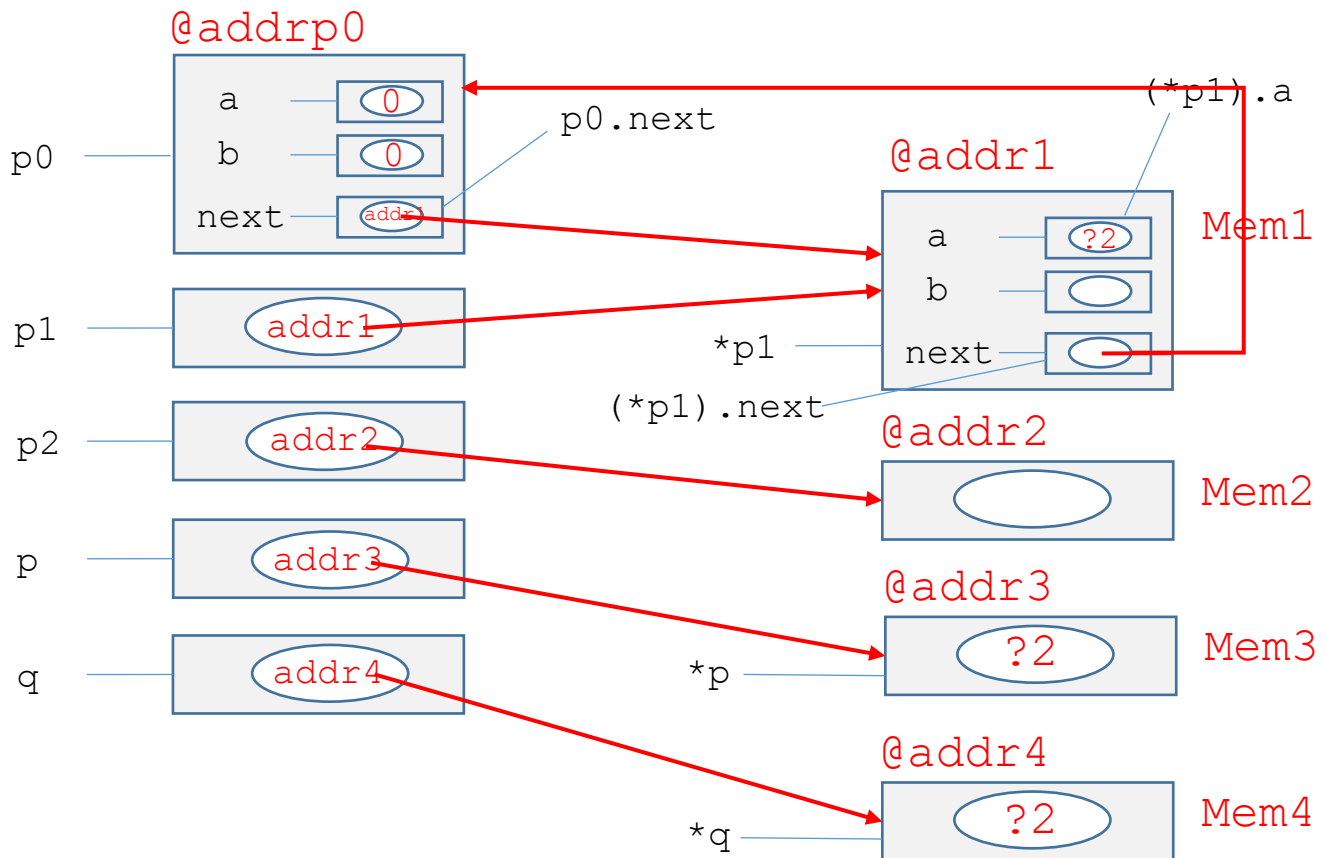 @addrp0
a 0
(*p1).a
p0.next
b 0
p0
@addr1
next addr1
Mem1
a ?2
b
p1 addr1
*p1
next
(*p1).next
p2 addr2
@addr2
Mem2
p addr3
@addr3
Mem3
?2
q addr4
*p
@addr4
?2
Mem4
*q